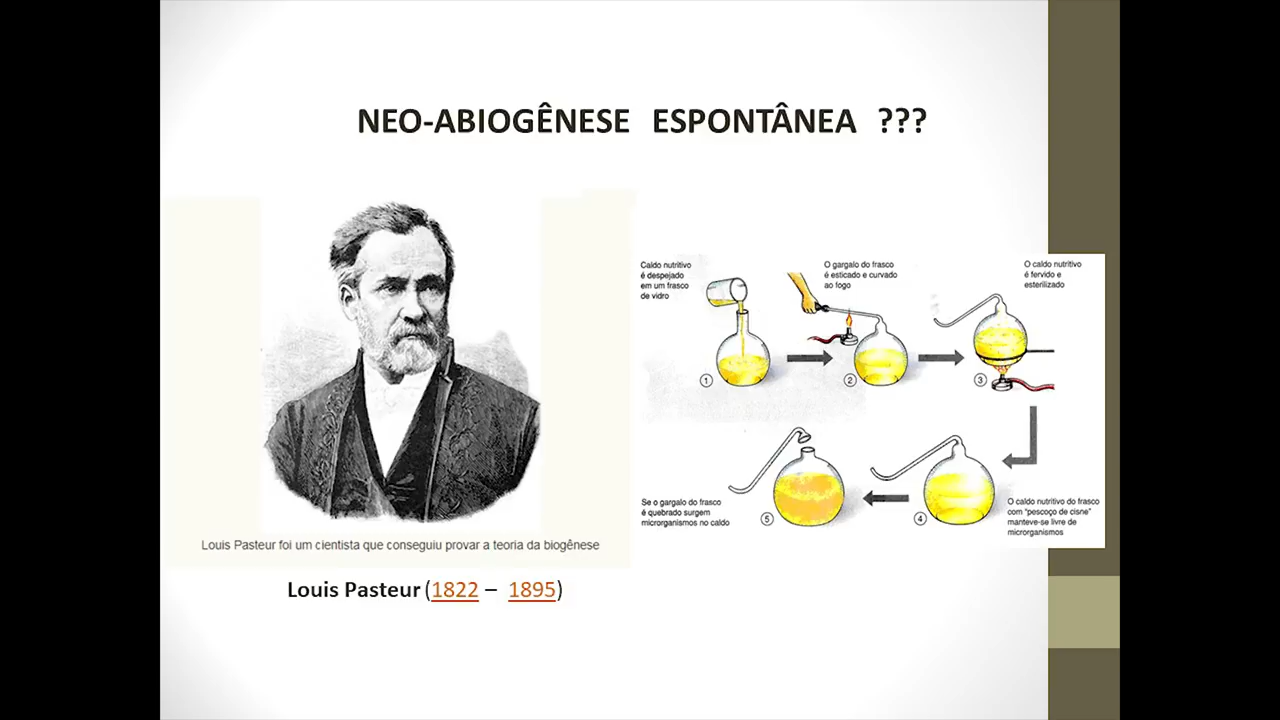 NEO-ABIOGÊNESE ESPONTÂNEA ???
Caldo nutritivo
é despejado
em um frasco
de vidro
O gargalo do frasco
é esticado e curvado
ao fogo
O caldo nutritivo
é fervido e
esterilizado
1
2
3
Se o gargalo do frasco
é quebrado surgem
microrganismos no caldo
5
4
O caldo nutritivo do frasco
com "pescoço de cisne"
manteve-se livre de
microrganismos
Louis Pasteur foi um cientista que conseguiu provar a teoria da biogênese
Louis Pasteur (1822 – 1895)